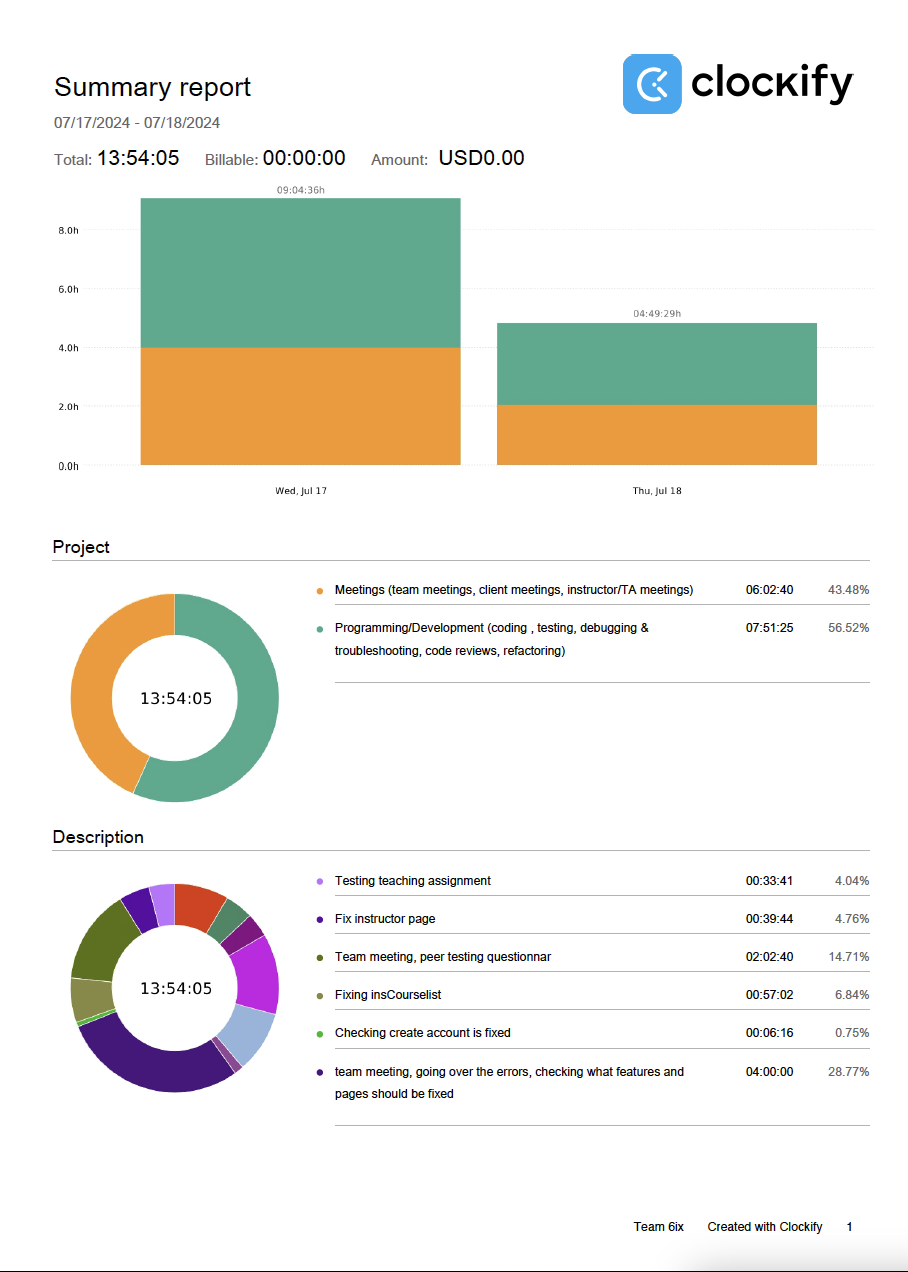 Summary report
clockify
07/17/2024 - 07/18/2024
Total: 13:54:05 Billable: 00:00:00 Amount: USD0.00
09:04:36h
8.0h
6.0h
04:49:29h
4.0h
2.0h
0.0h
Wed, Jul 17 Thu, Jul 18
Project
Meetings (team meetings, client meetings, instructor/TA meetings) 06:02:40 43.48%
Programming/Development (coding , testing, debugging & 07:51:25 56.52%
troubleshooting, code reviews, refactoring)
13:54:05
Description
Testing teaching assignment 00:33:41 4.04%
Fix instructor page 00:39:44 4.76%
Team meeting, peer testing questionnar 02:02:40 14.71%
13:54:05
Fixing insCourselist 00:57:02 6.84%
Checking create account is fixed 00:06:16 0.75%
team meeting, going over the errors, checking what features and 04:00:00 28.77%
pages should be fixed
Team 6ix Created with Clockify 1